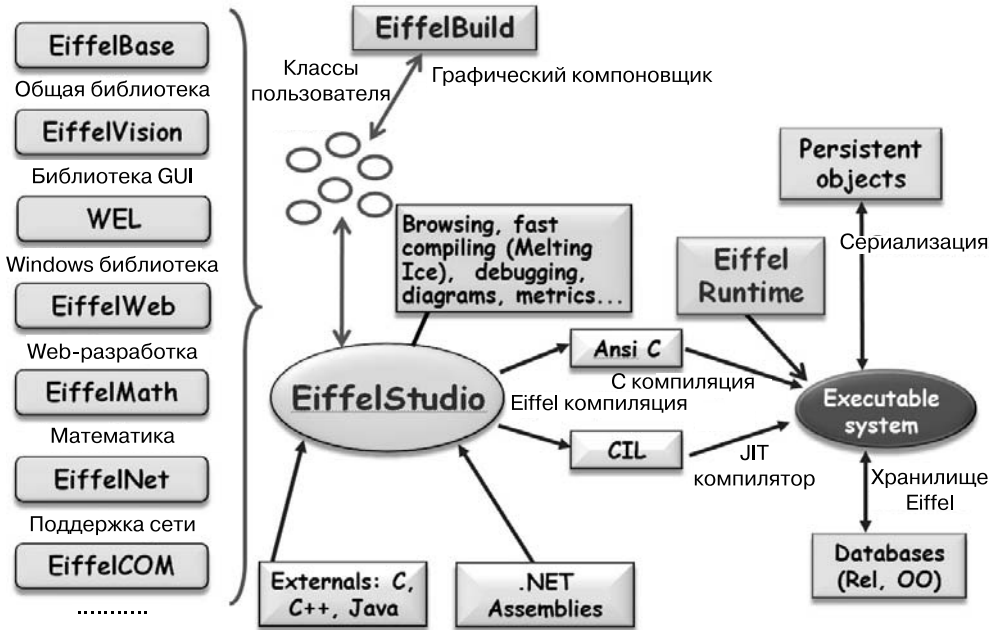 EiffelBase
Общая библиотека
EiffelVision
Библиотека GUI
WEL
Windows библиотека
EiffelWeb
Web-разработка
EiffelMath
Математика
EiffelNet
Поддержка сети
EiffelCOM
...........
EiffelBuild
Классы
пользователя
Графический компоновщик
Browsing, fast
compiling (Melting
Ice), debugging,
diagrams, metrics...
Eiffel
Runtime
Persistent
objects
Сериализация
EiffelStudio
Ansi C
С компиляция
Eiffel компиляция
CIL
JIT
компилятор
Executable
system
Хранилище
Eiffel
Externals: C,
C++, Java
.NET
Assemblies
Databases
(Rel, OO)